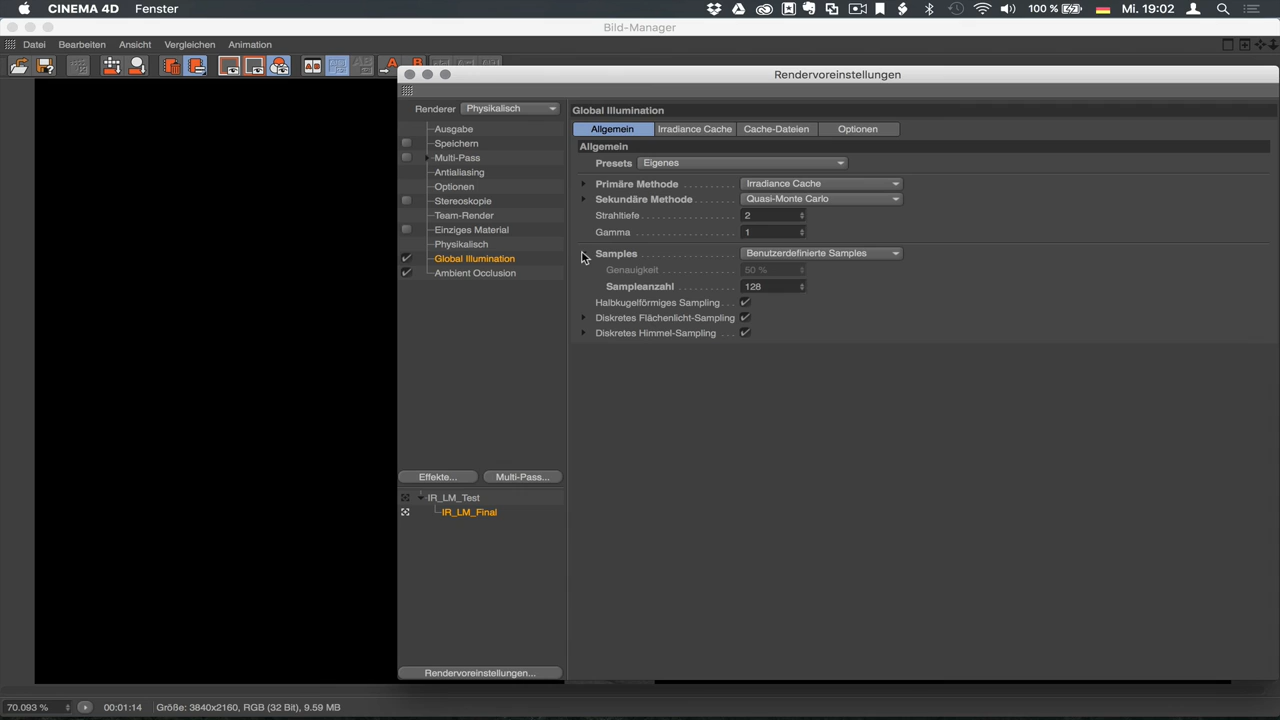 CINEMA 4D Fenster 100 % Mi. 19:02
Bild-Manager
Datei Bearbeiten Ansicht Vergleichen Animation
Rendervoreinstellungen
Renderer Physikalisch
Ausgabe
Speichern
Multi-Pass
Antialiasing
Optionen
Stereoskopie
Team-Render
Einziges Material
Physikalisch
Global Illumination
Ambient Occlusion
Effekte... Multi-Pass...
IR_LM_Test
IR_LM_Final
Rendervoreinstellungen...
Global Illumination
Allgemein Irradiance Cache Cache-Dateien Optionen
Allgemein
Presets Eigenes
Primäre Methode Irradiance Cache
Sekundäre Methode Quasi-Monte Carlo
Strahltiefe 2
Gamma 1
Samples Benutzerdefinierte Samples
Genauigkeit 50 %
Sampleanzahl 128
Halbkugelförmiges Sampling
Diskretes Flächenlicht-Sampling
Diskretes Himmel-Sampling
70.093 % 00:01:14 Größe: 3840x2160, RGB (32 Bit), 9.59 MB